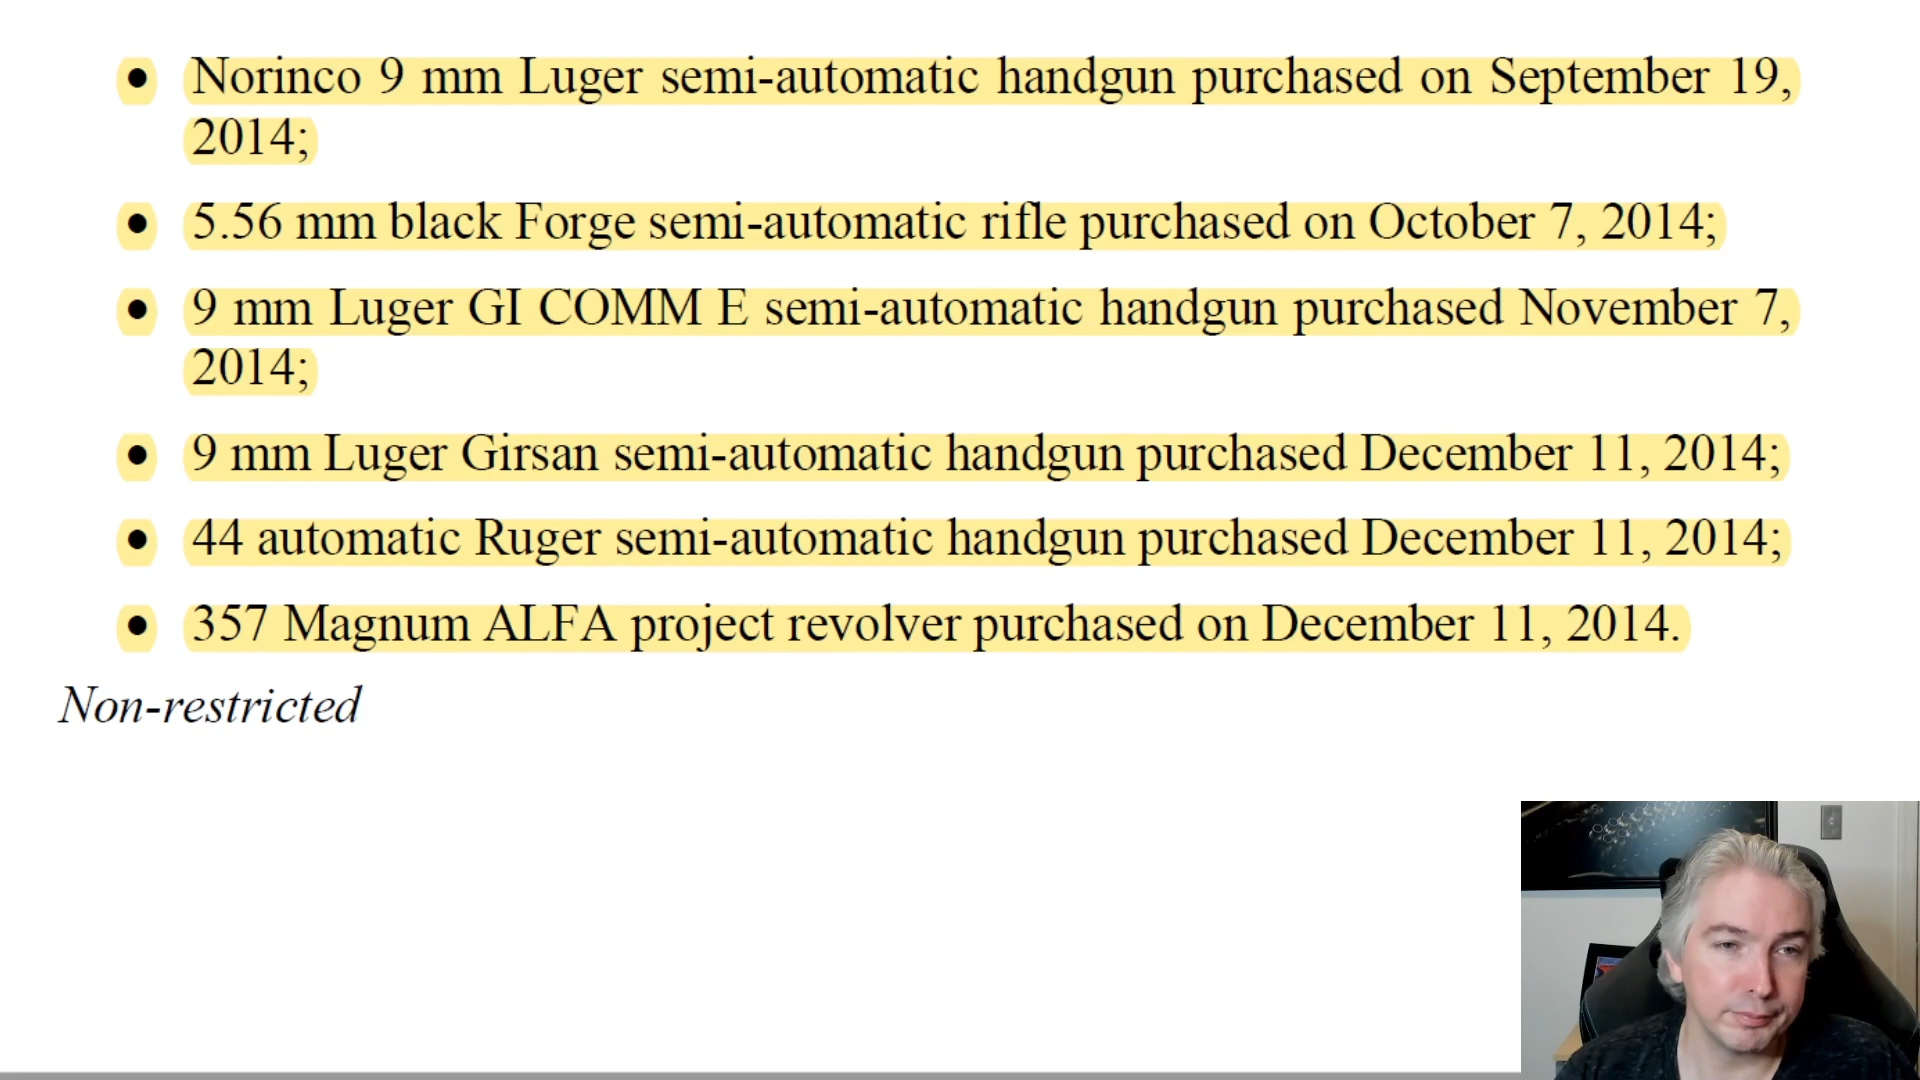 ● Norinco 9 mm Luger semi-automatic handgun purchased on September 19,
2014;
● 5.56 mm black Forge semi-automatic rifle purchased on October 7, 2014;
● 9 mm Luger GI COMM E semi-automatic handgun purchased November 7,
2014;
● 9 mm Luger Girsan semi-automatic handgun purchased December 11, 2014;
● 44 automatic Ruger semi-automatic handgun purchased December 11, 2014;
● 357 Magnum ALFA project revolver purchased on December 11, 2014.
Non-restricted